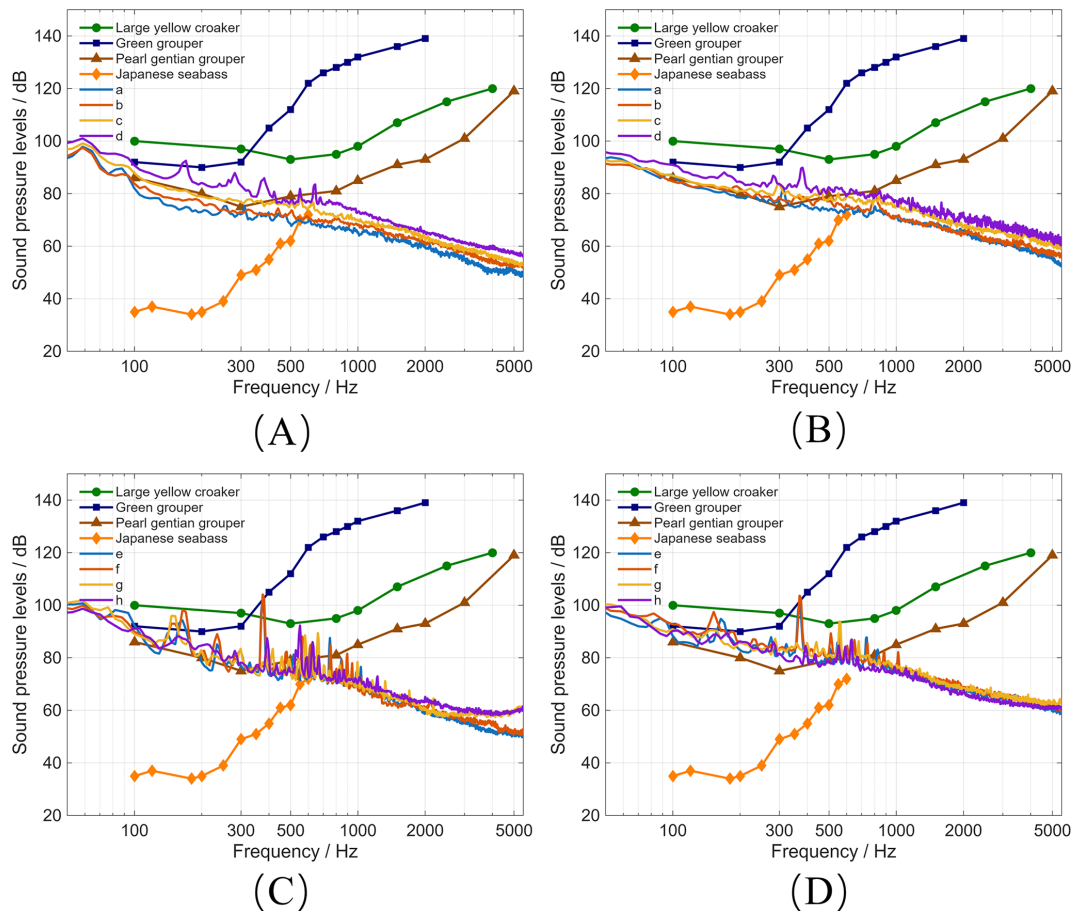 140
120
100
80
60
40
20
Sound pressure levels / dB
Large yellow croaker
Green grouper
Pearl gentian grouper
Japanese seabass
a
b
c
d
100 300 500 1000 2000 5000
Frequency / Hz
(A)
140
120
100
80
60
40
20
Sound pressure levels / dB
Large yellow croaker
Green grouper
Pearl gentian grouper
Japanese seabass
a
b
c
d
100 300 500 1000 2000 5000
Frequency / Hz
(B)
140
120
100
80
60
40
20
Sound pressure levels / dB
Large yellow croaker
Green grouper
Pearl gentian grouper
Japanese seabass
e
f
g
h
100 300 500 1000 2000 5000
Frequency / Hz
(C)
140
120
100
80
60
40
20
Sound pressure levels / dB
Large yellow croaker
Green grouper
Pearl gentian grouper
Japanese seabass
e
f
g
h
100 300 500 1000 2000 5000
Frequency / Hz
(D)